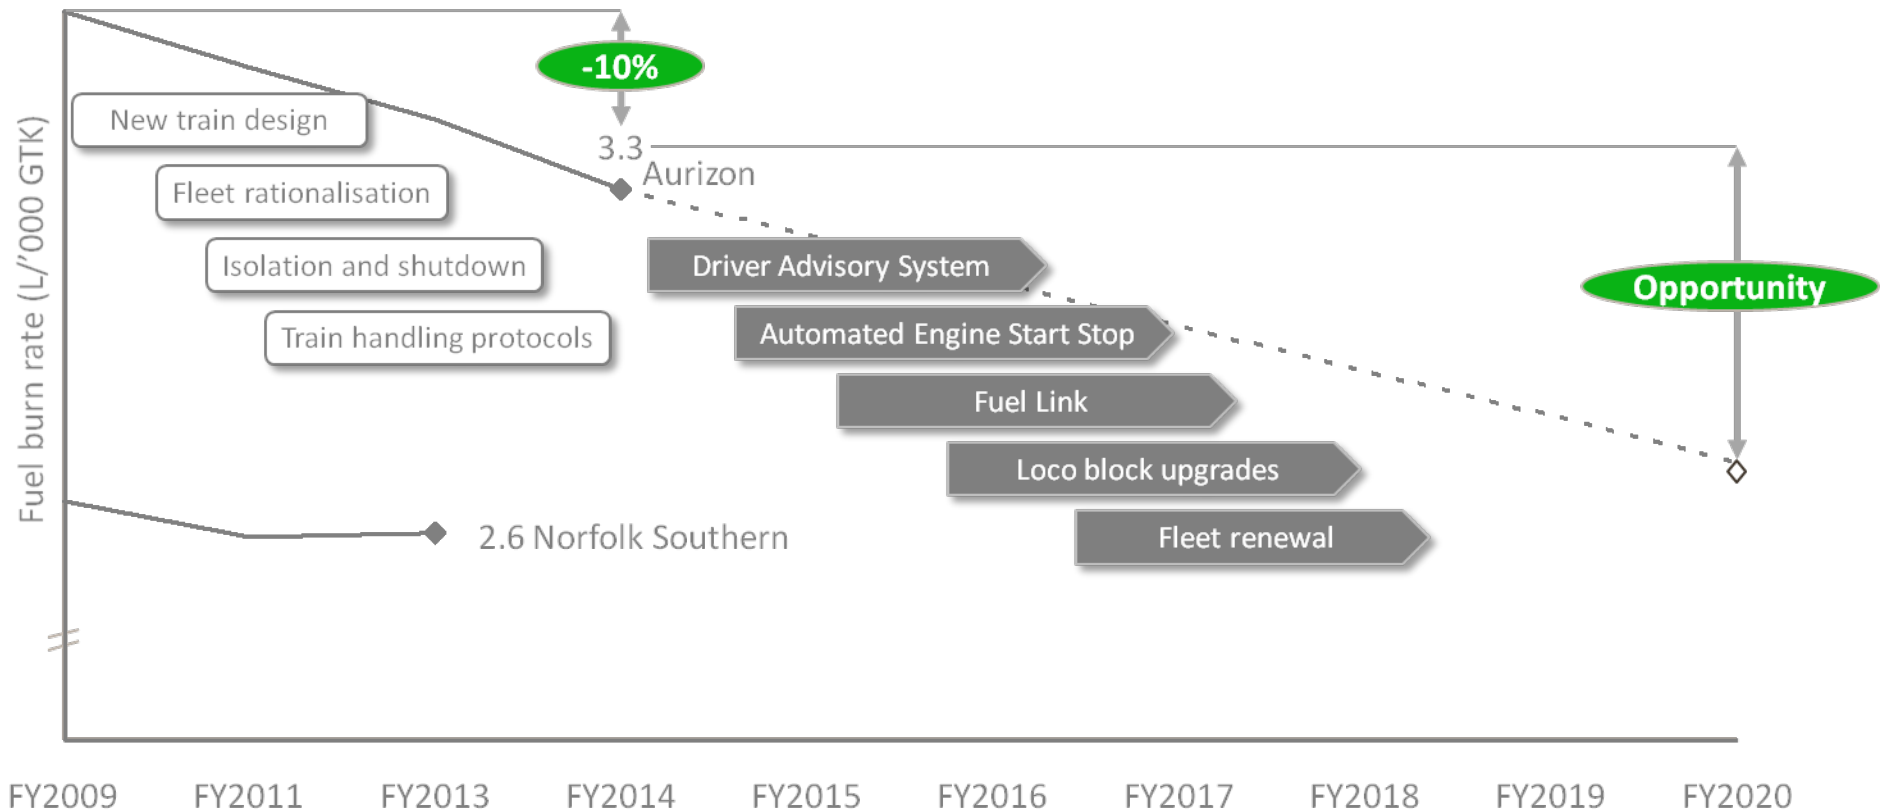 Fuel burn rate (L/’000 GTK)
-10%
New train design
3.3
Aurizon
Fleet rationalisation
Isolation and shutdown
Driver Advisory System
Opportunity
Train handling protocols
Automated Engine Start Stop
Fuel Link
Loco block upgrades
2.6 Norfolk Southern
Fleet renewal
FY2009 FY2011 FY2013 FY2014 FY2015 FY2016 FY2017 FY2018 FY2019 FY2020